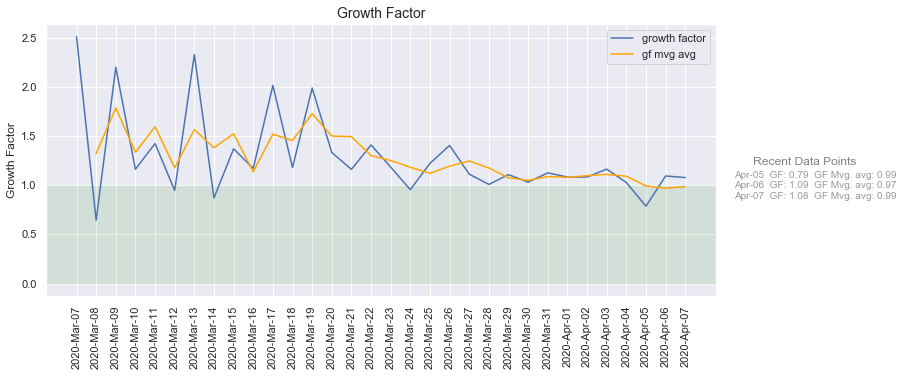 Growth Factor
growth factor
gf mvg avg
Growth Factor
2.5
2.0
1.5
1.0
0.5
0.0
Recent Data Points
Apr-05 GF: 0.79 GF Mvg. avg: 0.99
Apr-06 GF: 1.09 GF Mvg. avg: 0.97
Apr-07 GF: 1.08 GF Mvg. avg: 0.99
2020-Mar-07
2020-Mar-08
2020-Mar-09
2020-Mar-10
2020-Mar-11
2020-Mar-12
2020-Mar-13
2020-Mar-14
2020-Mar-15
2020-Mar-16
2020-Mar-17
2020-Mar-18
2020-Mar-19
2020-Mar-20
2020-Mar-21
2020-Mar-22
2020-Mar-23
2020-Mar-24
2020-Mar-25
2020-Mar-26
2020-Mar-27
2020-Mar-28
2020-Mar-29
2020-Mar-30
2020-Mar-31
2020-Apr-01
2020-Apr-02
2020-Apr-03
2020-Apr-04
2020-Apr-05
2020-Apr-06
2020-Apr-07